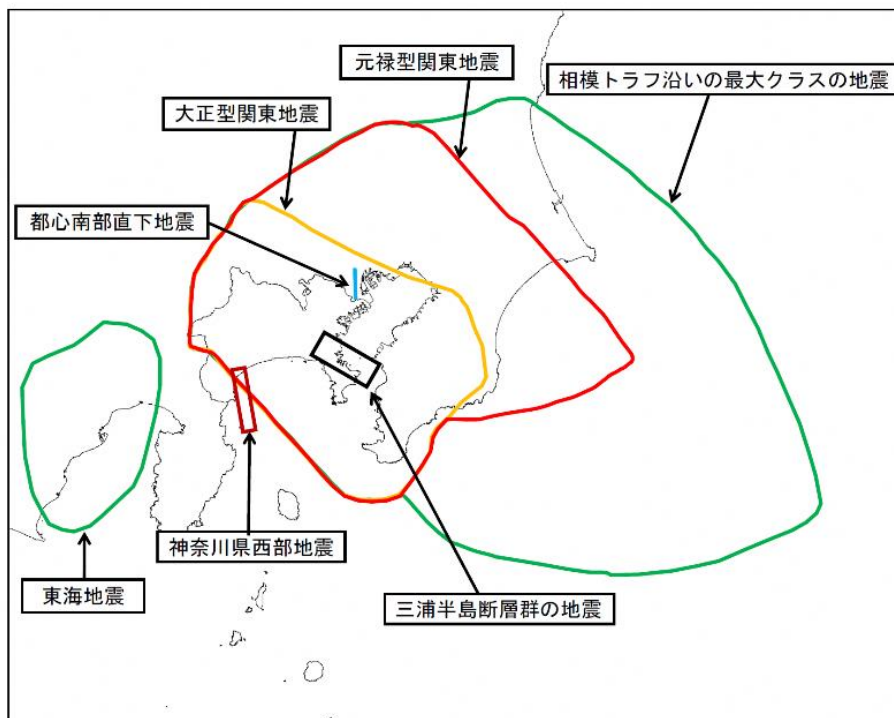 元禄型関東地震
相模トラフ沿いの最大クラスの地震
大正型関東地震
都心南部直下地震
神奈川県西部地震
東海地震
三浦半島断層群の地震